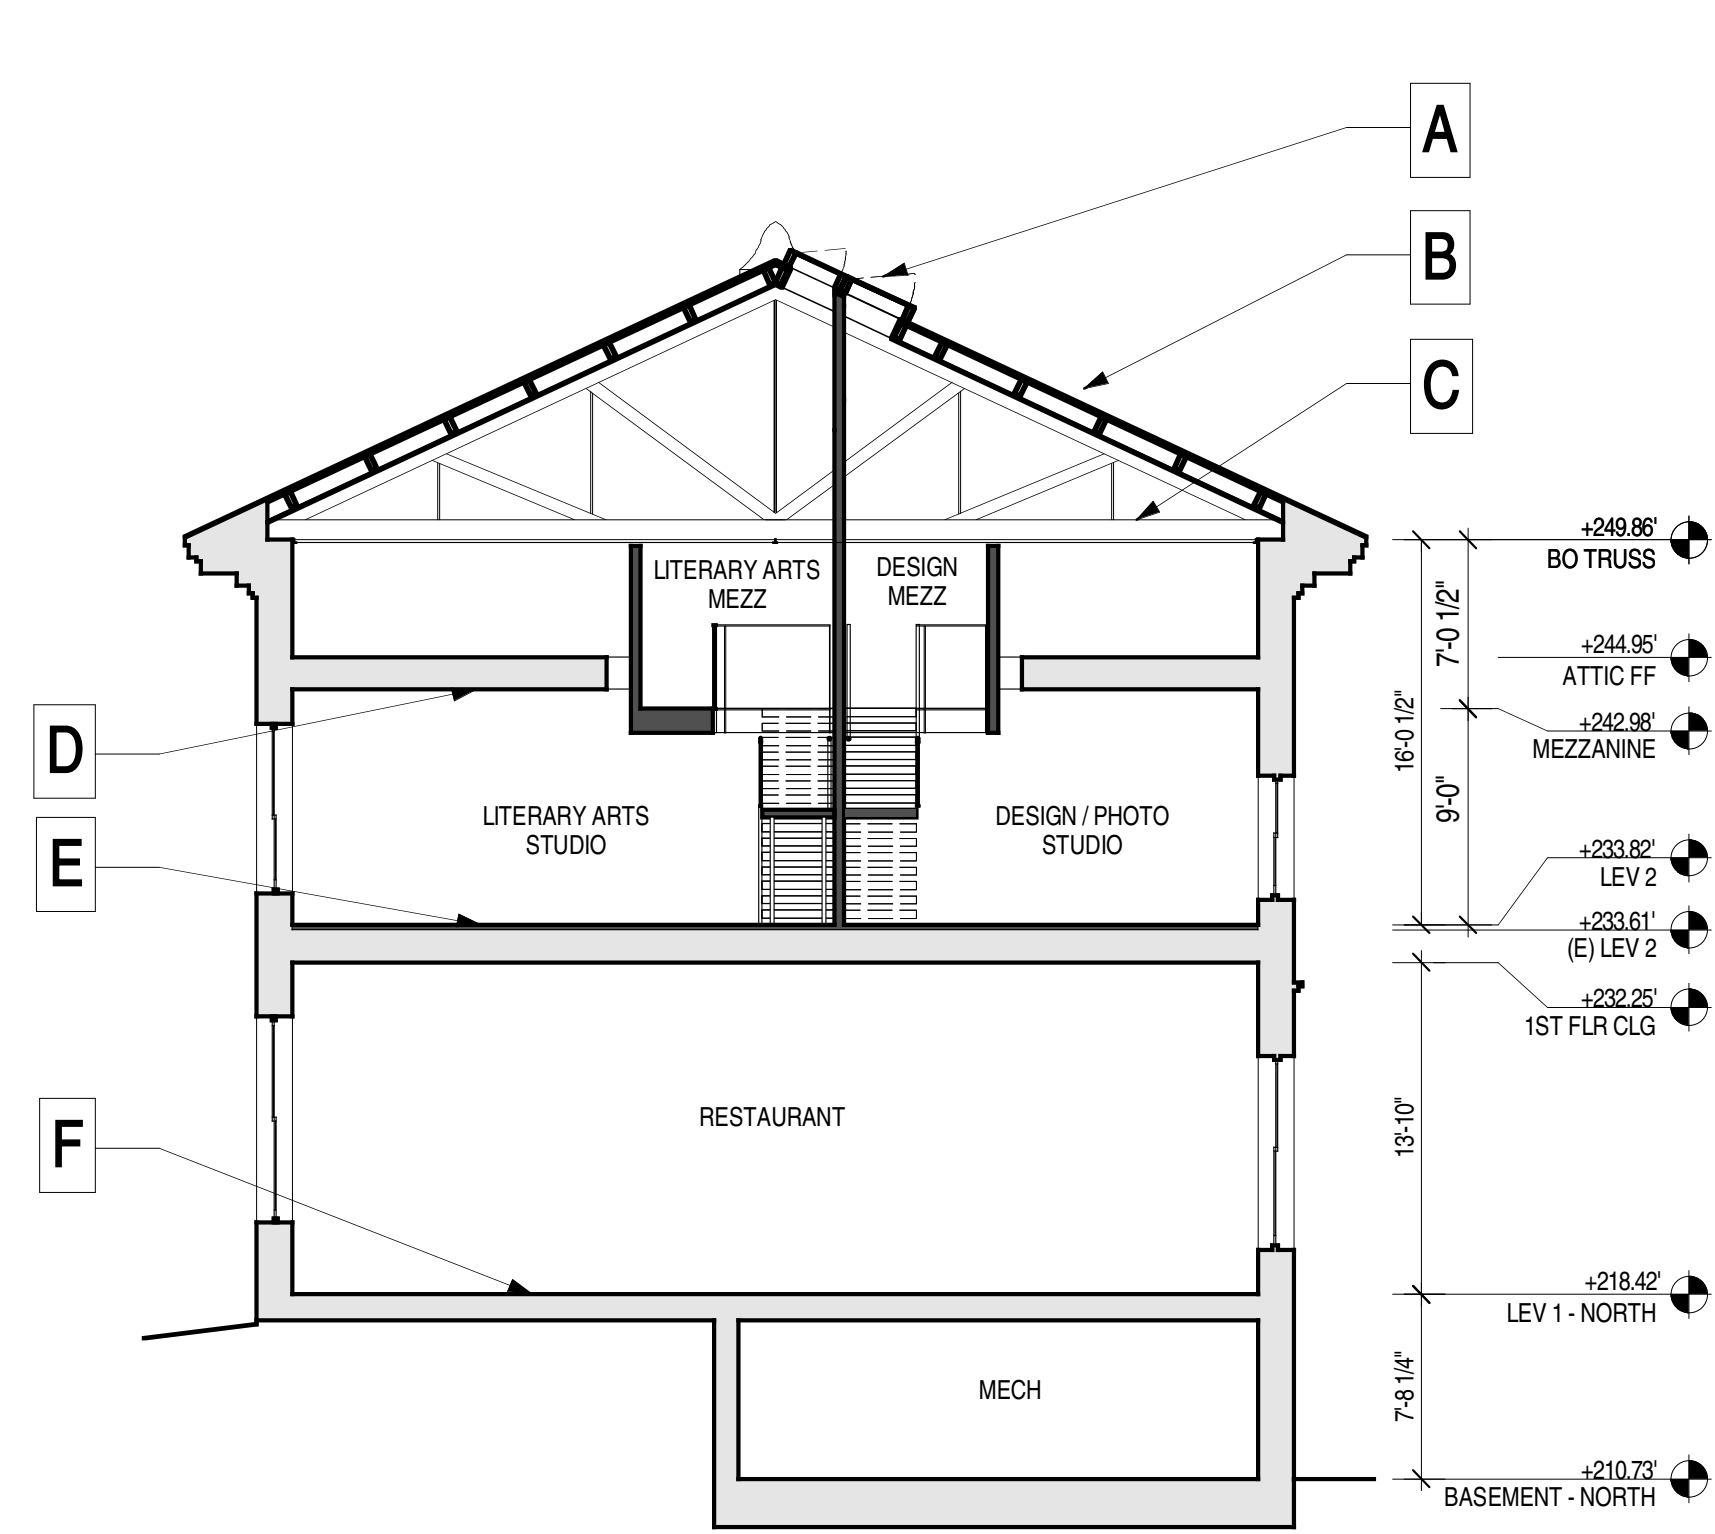 A
B
C
+249.86'
BO TRUSS
LITERARY ARTS
MEZZ
DESIGN
MEZZ
7'-0 1/2"
+244.95'
ATTIC FF
16'-0 1/2"
D
+242.98'
MEZZANINE
9'-0"
LITERARY ARTS
STUDIO
DESIGN / PHOTO
STUDIO
E
+233.82'
LEV 2
+233.61'
(E) LEV 2
+232.25'
1ST FLR CLG
RESTAURANT
13'-10"
F
+218.42'
LEV 1 - NORTH
MECH
7'-8 1/4"
+210.73'
BASEMENT - NORTH